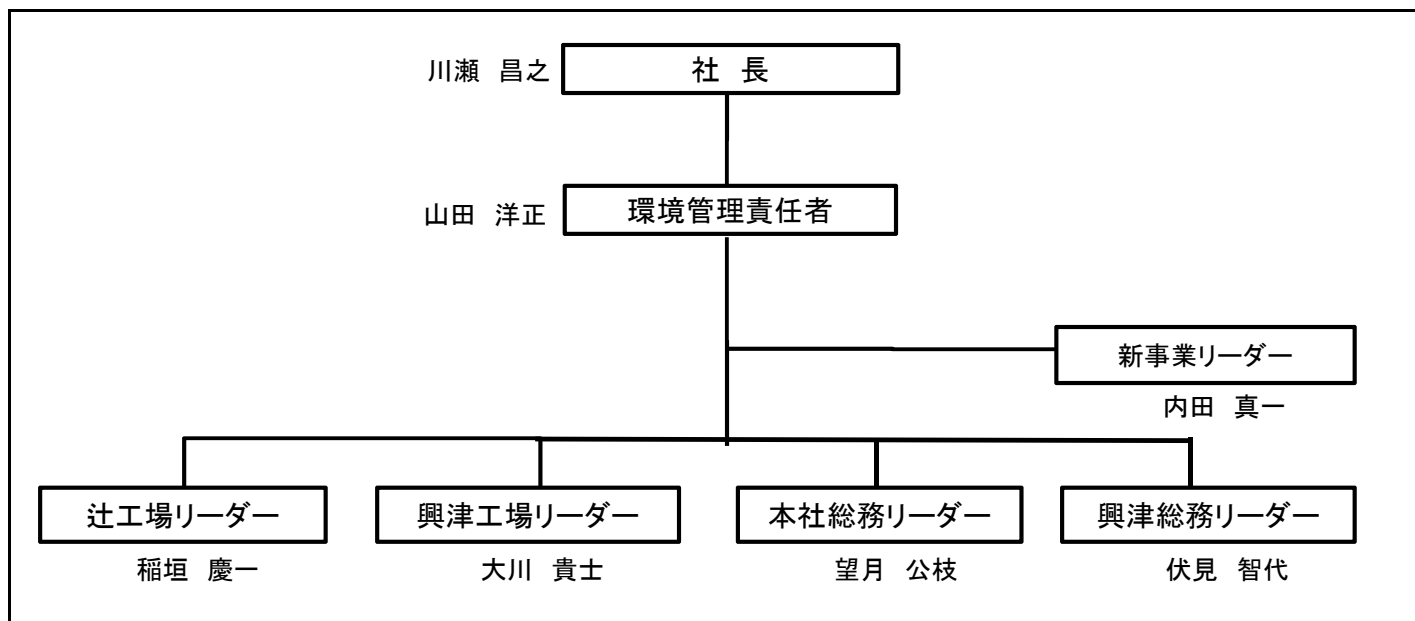 川瀬　昌之
社　長
山田　洋正
環境管理責任者
新事業リーダー
内田　真一
辻工場リーダー
興津工場リーダー
本社総務リーダー
興津総務リーダー
稲垣　慶一
大川　貴士
望月　公枝
伏見　智代